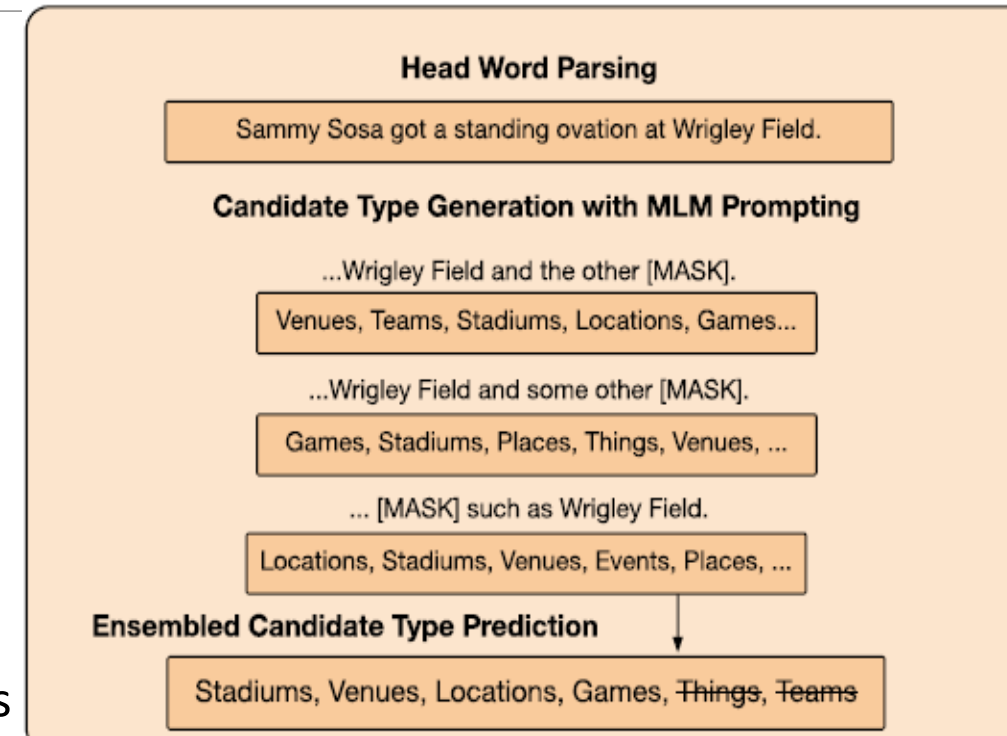 Head Word Parsing
Sammy Sosa got a standing ovation at Wrigley Field.
Candidate Type Generation with MLM Prompting
...Wrigley Field and the other [MASK].
Venues, Teams, Stadiums, Locations, Games...
...Wrigley Field and some other [MASK].
Games, Stadiums, Places, Things, Venues, ...
... [MASK] such as Wrigley Field.
Locations, Stadiums, Venues, Events, Places, ...
Ensembled Candidate Type Prediction
Stadiums, Venues, Locations, Games, Things, Teams
s